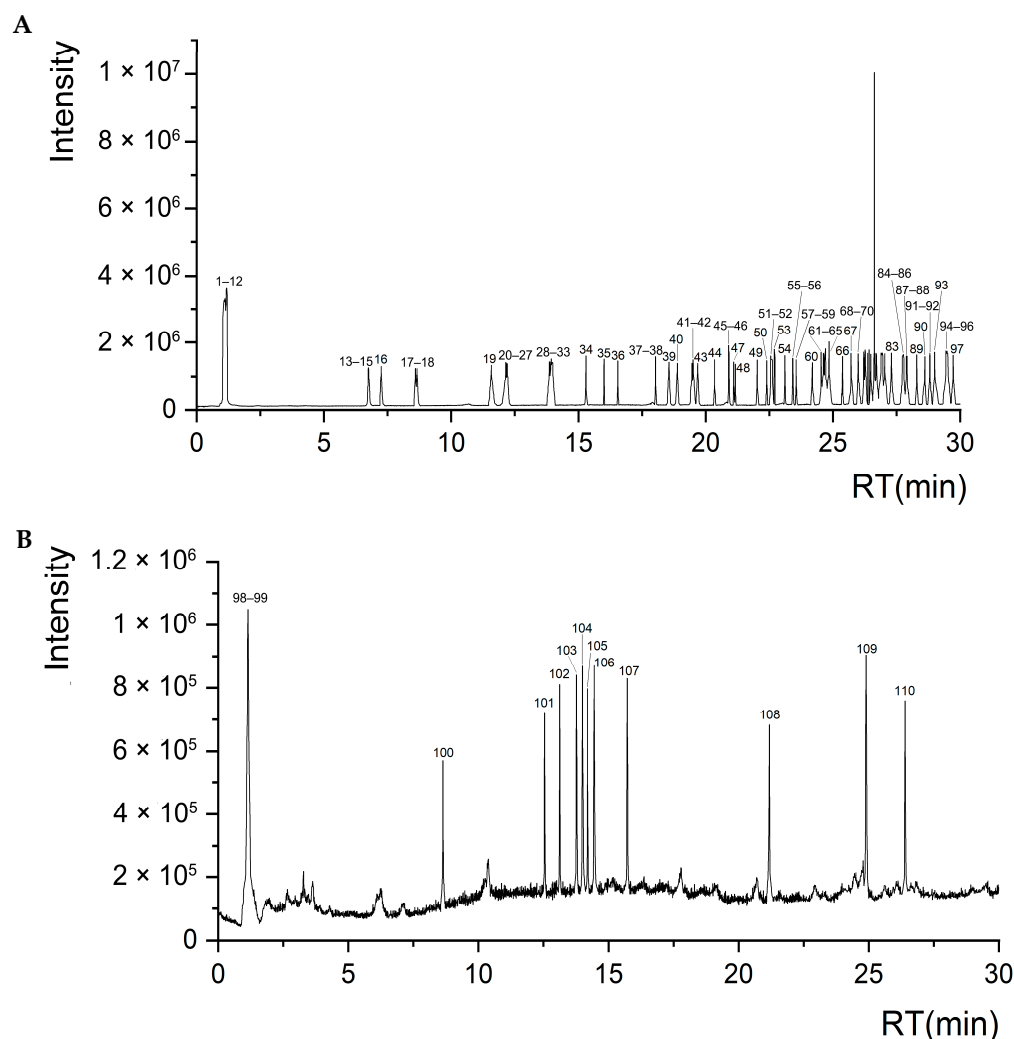 A
Intensity
1 × 10⁷
8 × 10⁶
6 × 10⁶
4 × 10⁶
2 × 10⁶
0
1–12
13–15
16
17–18
19
20–27
28–33
34
35
36
37–38
39
40
41–42
43
44
45–46
47
48
49
50
51–52
53
54
55–56
57–59
60
61–65
66
67
68–70
83
84–86
87–88
89
90
91–92
93
94–96
97
0 5 10 15 20 25 30
RT(min)
B
Intensity
1.2 × 10⁶
1 × 10⁶
8 × 10⁵
6 × 10⁵
4 × 10⁵
2 × 10⁵
0
98–99
100
101
102
103
104
105
106
107
108
109
110
0 5 10 15 20 25 30
RT(min)